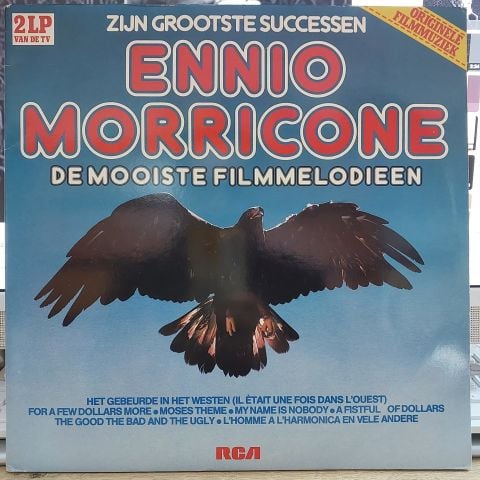 2 LP
VAN DE TV
ZIJN GROOTSTE SUCCESSEN
ORIGINELE
FILMMUZIEK
ENNIO
MORRICONE
DE MOOISTE FILMMELODIEEN
HET GEBEURDE IN HET WESTEN (IL ÈTAIT UNE FOIS DANS L'OUEST)
FOR A FEW DOLLARS MORE • MOSES THEME • MY NAME IS NOBODY • A FISTFUL OF DOLLARS
THE GOOD THE BAD AND THE UGLY • L'HOMME A L'HARMONICA EN VELE ANDERE
RCA